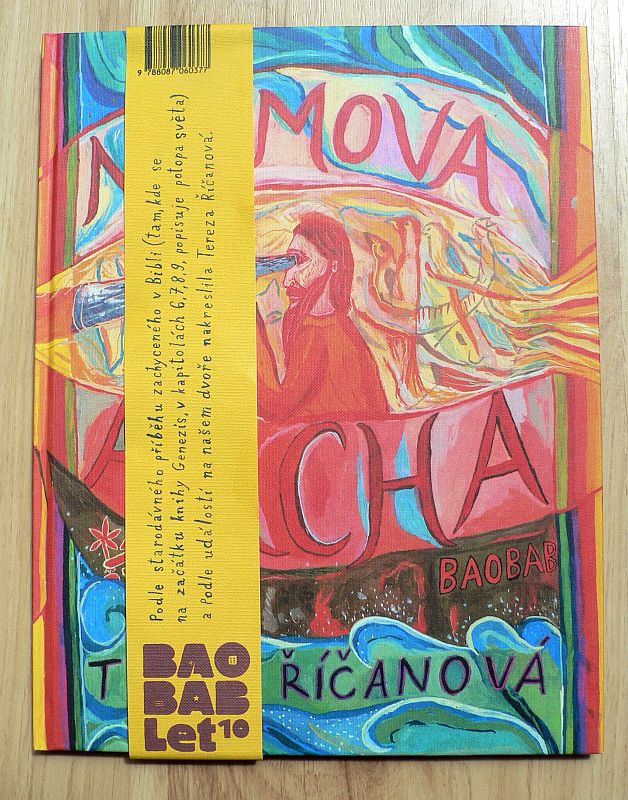 9 788087 060377
N MOVA
A CHA
BAOBAB
T ŘÍČANOVÁ
Podle starodávného příběhu zachyceného v Bibli (tam, kde se
na začátku knihy Genezis, v kapitolách 6,7,8,9, popisuje potopa světa)
a podle událostí na našem dvoře nakreslila Tereza Říčanová.
BAO
BAB
Let10